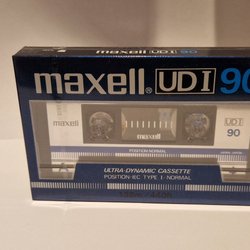 maxell® UD I 90
maxell
UD I
90
maxell
POSITION NORMAL
ULTRA-DYNAMIC CASSETTE
POSITION IEC TYPE I • NORMAL